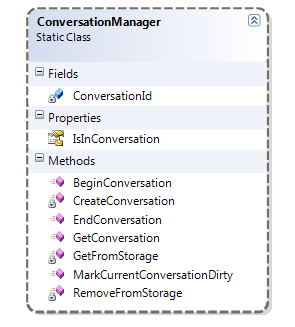 ConversationManager
Static Class
Fields
ConversationId
Properties
IsInConversation
Methods
BeginConversation
CreateConversation
EndConversation
GetConversation
GetFromStorage
MarkCurrentConversationDirty
RemoveFromStorage